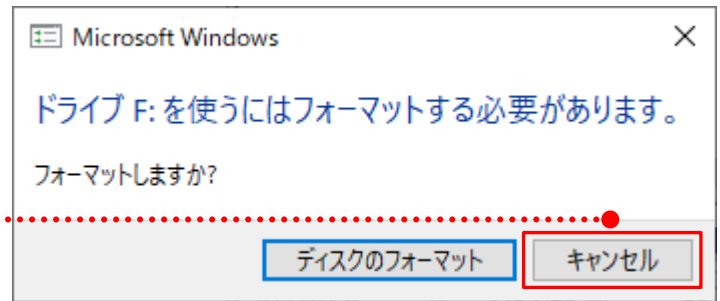 Microsoft Windows
ドライブ F: を使うにはフォーマットする必要があります。
フォーマットしますか?
ディスクのフォーマット
キャンセル